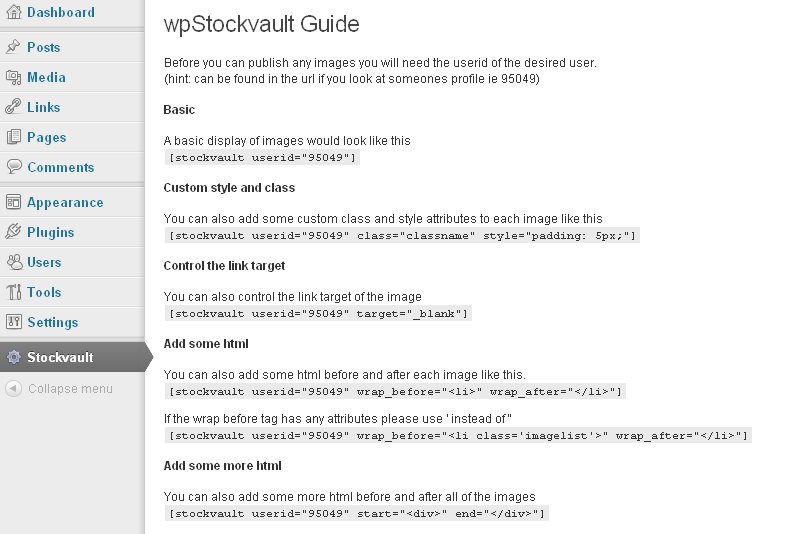 Dashboard
Posts
Media
Links
Pages
Comments
Appearance
Plugins
Users
Tools
Settings
Stockvault
Collapse menu
wpStockvault Guide
Before you can publish any images you will need the userid of the desired user.
(hint: can be found in the url if you look at someones profile ie 95049)
Basic
A basic display of images would look like this
[stockvault userid="95049"]
Custom style and class
You can also add some custom class and style attributes to each image like this
[stockvault userid="95049" class="classname" style="padding: 5px;"]
Control the link target
You can also control the link target of the image
[stockvault userid="95049" target="_blank"]
Add some html
You can also add some html before and after each image like this.
[stockvault userid="95049" wrap_before="<li>" wrap_after="</li>"]
If the wrap before tag has any attributes please use ' instead of "
[stockvault userid="95049" wrap_before="<li class='imagelist'>" wrap_after="</li>"]
Add some more html
You can also add some more html before and after all of the images
[stockvault userid="95049" start="<div>" end="</div>"]